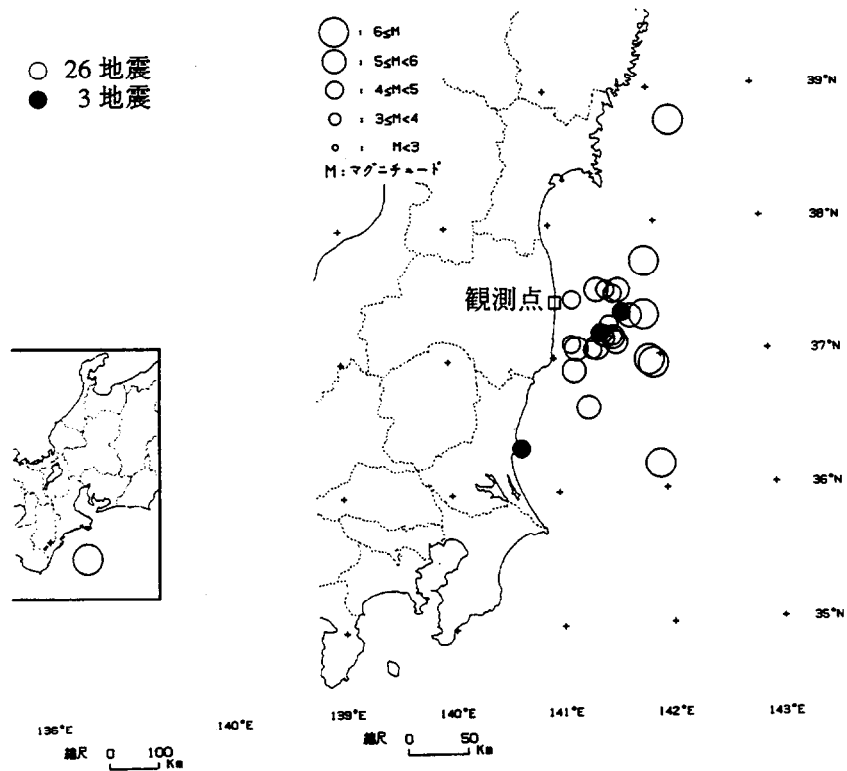 ○ 26 地震
● 3 地震
○ : 6≤M
○ : 5≤M<6
○ : 4≤M<5
○ : 3≤M<4
○ : M<3
M:マグニチュード
39°N
38°N
観測点
37°N
36°N
35°N
136°E
140°E
139°E
140°E
141°E
142°E
143°E
縮尺 0 100 Km
縮尺 0 50 Km